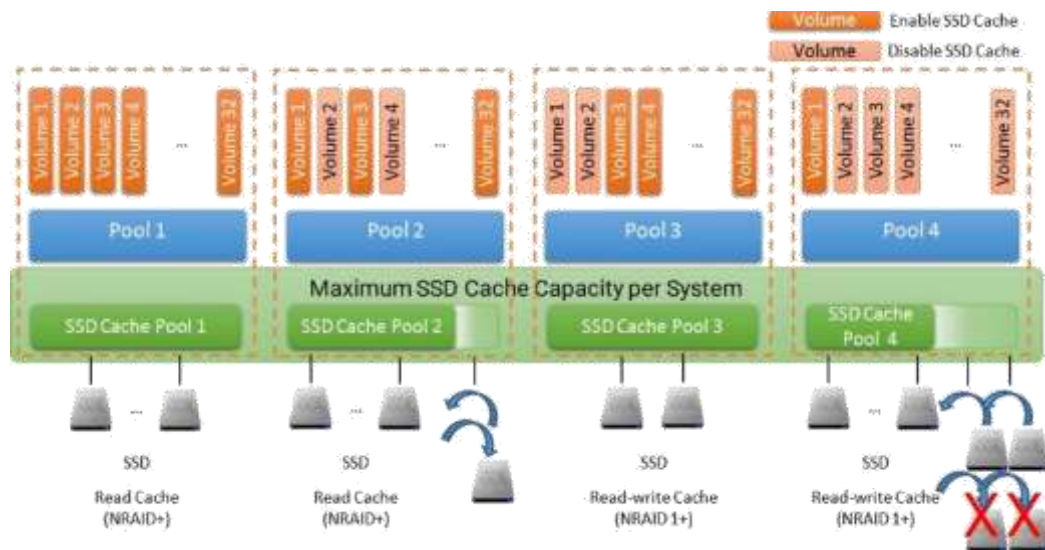 Volume Enable SSD Cache
Volume Disable SSD Cache
Volume 1
Volume 2
Volume 3
Volume 4
...
Volume 32
Volume 1
Volume 2
Volume 3
Volume 4
...
Volume 32
Volume 1
Volume 2
Volume 3
Volume 4
...
Volume 32
Volume 1
Volume 2
Volume 3
Volume 4
...
Volume 32
Pool 1
Pool 2
Pool 3
Pool 4
Maximum SSD Cache Capacity per System
SSD Cache Pool 1
SSD Cache Pool 2
SSD Cache Pool 3
SSD Cache
Pool 4
...
...
...
SSD
Read Cache
(NRAID+)
SSD
Read Cache
(NRAID+)
SSD
Read-write Cache
(NRAID 1+)
SSD
Read-write Cache
(NRAID 1+)
X X